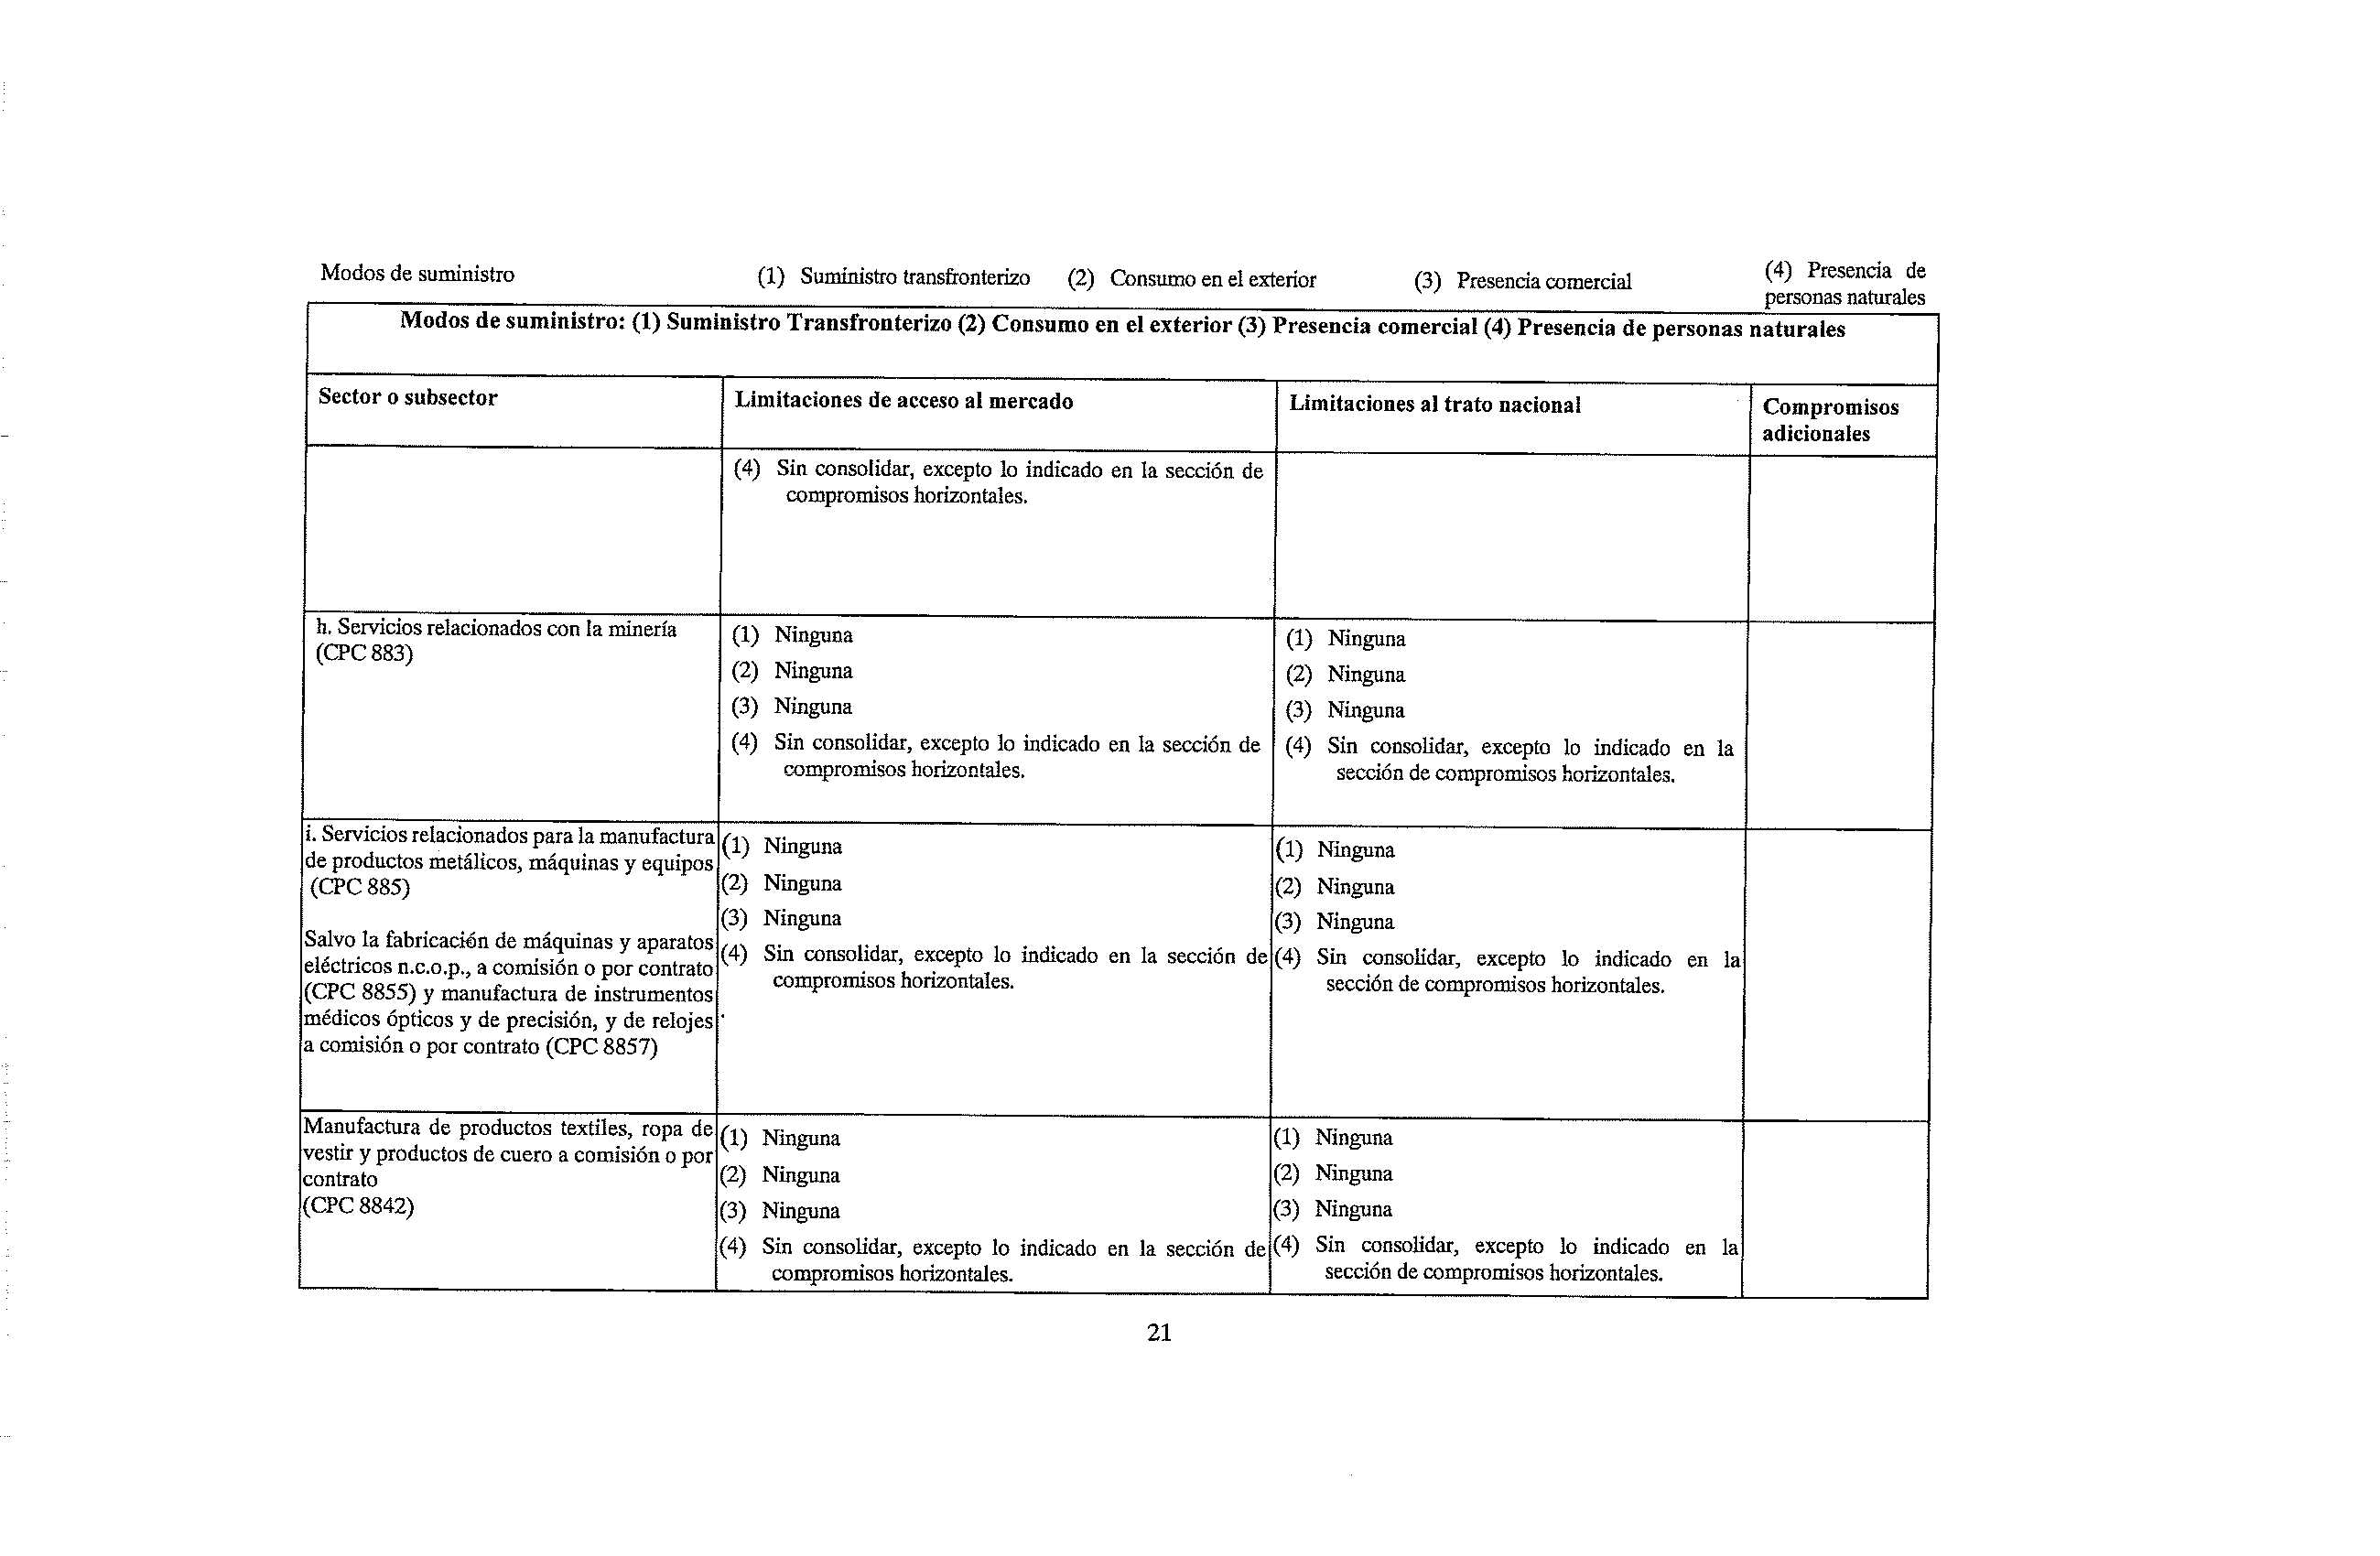 Modos de suministro (1) Suministro transfronterizo (2) Consumo en el exterior (3) Presencia comercial (4) Presencia de
personas naturales
Modos de suministro: (1) Suministro Transfronterizo (2) Consumo en el exterior (3) Presencia comercial (4) Presencia de personas naturales
Sector o subsector
Limitaciones de acceso al mercado
Limitaciones al trato nacional
Compromisos
adicionales
(4) Sin consolidar, excepto lo indicado en la sección de
compromisos horizontales.
h. Servicios relacionados con la minería
(CPC 883)
(1) Ninguna
(2) Ninguna
(3) Ninguna
(4) Sin consolidar, excepto lo indicado en la sección de
compromisos horizontales.
(1) Ninguna
(2) Ninguna
(3) Ninguna
(4) Sin consolidar, excepto lo indicado en la
sección de compromisos horizontales.
i. Servicios relacionados para la manufactura
de productos metálicos, máquinas y equipos
(CPC 885)
Salvo la fabricación de máquinas y aparatos
eléctricos n.c.o.p., a comisión o por contrato
(CPC 8855) y manufactura de instrumentos
médicos ópticos y de precisión, y de relojes
a comisión o por contrato (CPC 8857)
(1) Ninguna
(2) Ninguna
(3) Ninguna
(4) Sin consolidar, excepto lo indicado en la sección de
compromisos horizontales.
(1) Ninguna
(2) Ninguna
(3) Ninguna
(4) Sin consolidar, excepto lo indicado en la
sección de compromisos horizontales.
Manufactura de productos textiles, ropa de
vestir y productos de cuero a comisión o por
contrato
(CPC 8842)
(1) Ninguna
(2) Ninguna
(3) Ninguna
(4) Sin consolidar, excepto lo indicado en la sección de
compromisos horizontales.
(1) Ninguna
(2) Ninguna
(3) Ninguna
(4) Sin consolidar, excepto lo indicado en la
sección de compromisos horizontales.
21